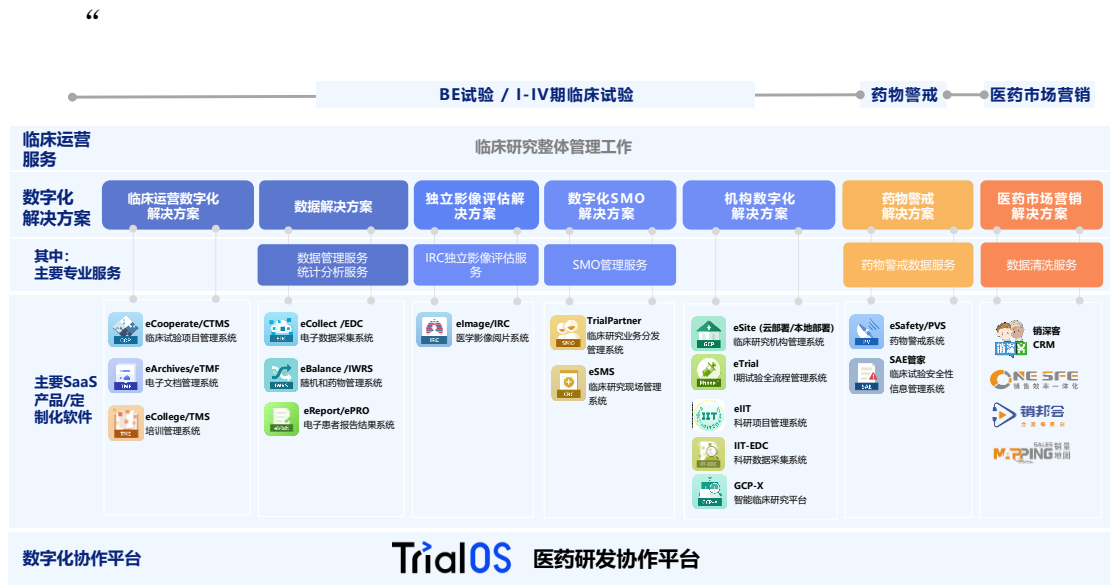 “
BE试验 / I-IV期临床试验
药物警戒
医药市场营销
临床运营
服务
临床研究整体管理工作
数字化
解决方案
临床运营数字化
解决方案
数据解决方案
独立影像评估解
决方案
数字化SMO
解决方案
机构数字化
解决方案
药物警戒
解决方案
医药市场营销
解决方案
其中：
主要专业服务
数据管理服务
统计分析服务
IRC独立影像评估服
务
SMO管理服务
药物警戒数据服务
数据清洗服务
主要SaaS
产品/定
制化软件
eCooperate/CTMS
临床试验项目管理系统
eArchives/eTMF
电子文档管理系统
eCollege/TMS
培训管理系统
eCollect /EDC
电子数据采集系统
eBalance /IWRS
随机和药物管理系统
eReport/ePRO
电子患者报告结果系统
eImage/IRC
医学影像阅片系统
TrialPartner
临床研究业务分发
管理系统
eSMS
临床研究现场管理
系统
eSite (云部署/本地部署)
临床研究机构管理系统
eTrial
I期试验全流程管理系统
eIIT
科研项目管理系统
IIT-EDC
科研数据采集系统
GCP-X
智能临床研究平台
eSafety/PVS
药物警戒系统
SAE管家
临床试验安全性
信息管理系统
销深客
CRM
ONE SFE
销售效率一体化
销邦会
MAPPING
SALES
销量
地图
数字化协作平台
TrialOS 医药研发协作平台